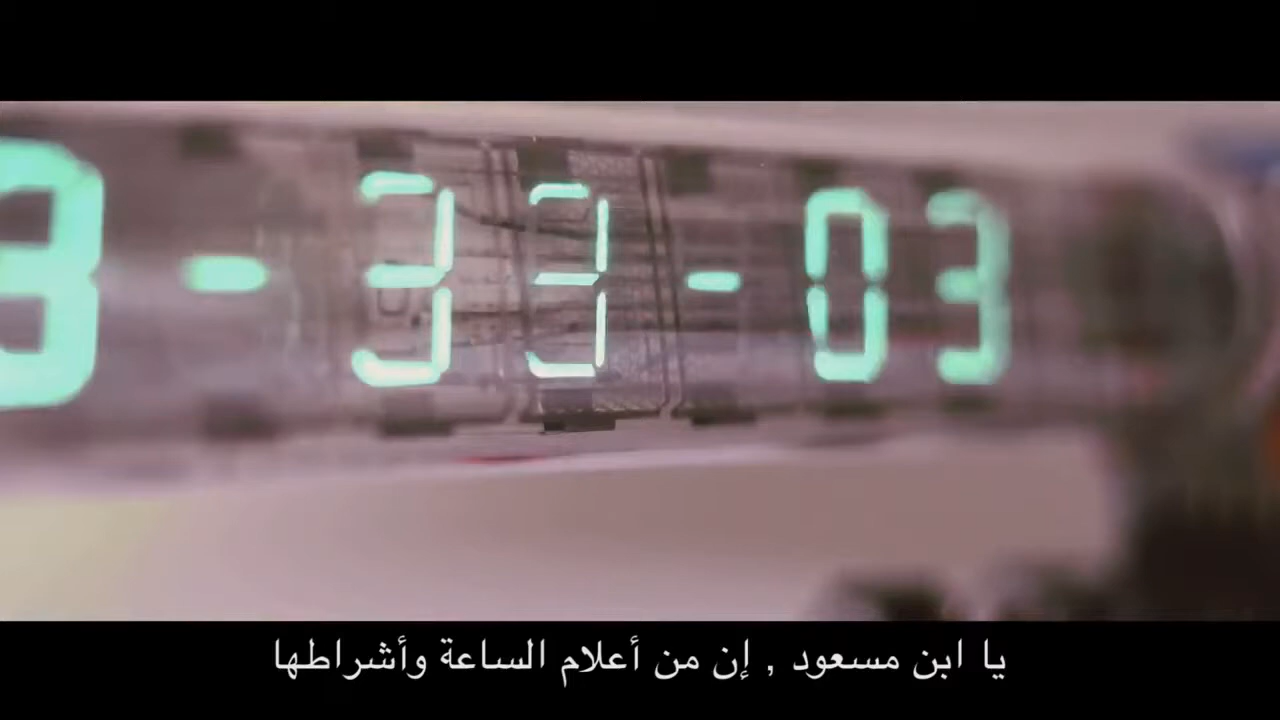 3-33-03
يا ابن مسعود , إن من أعلام الساعة وأشراطها